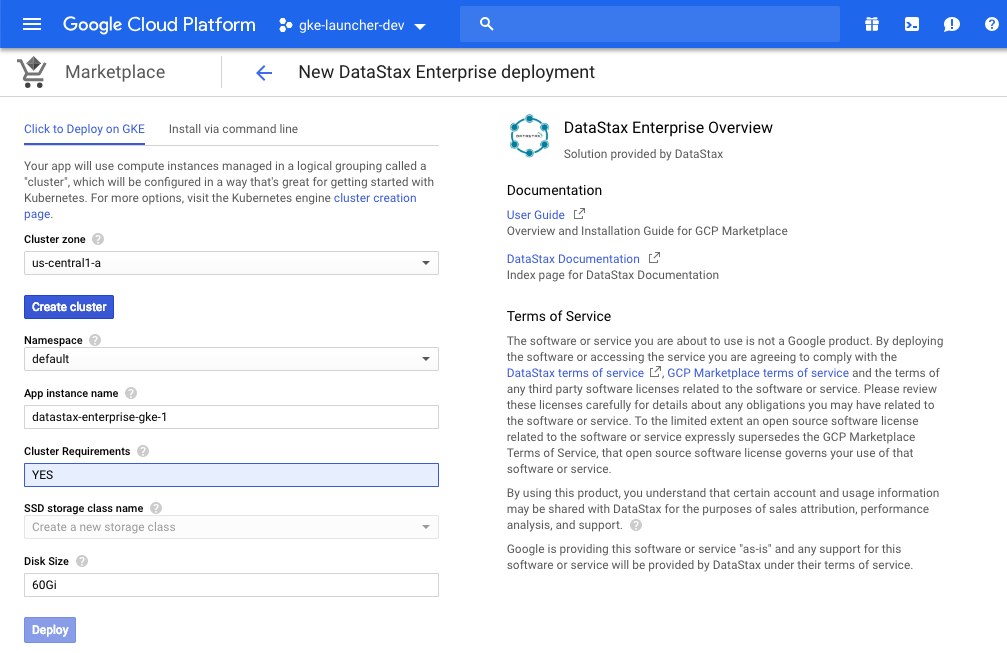 Google Cloud Platform
gke-launcher-dev
Marketplace
New DataStax Enterprise deployment
Click to Deploy on GKE
Install via command line
Your app will use compute instances managed in a logical grouping called a
"cluster", which will be configured in a way that's great for getting started with
Kubernetes. For more options, visit the Kubernetes engine cluster creation
page.
Cluster zone
us-central1-a
Create cluster
Namespace
default
App instance name
datastax-enterprise-gke-1
Cluster Requirements
YES
SSD storage class name
Create a new storage class
Disk Size
60Gi
Deploy
DATASTAX
DataStax Enterprise Overview
Solution provided by DataStax
Documentation
User Guide
Overview and Installation Guide for GCP Marketplace
DataStax Documentation
Index page for DataStax Documentation
Terms of Service
The software or service you are about to use is not a Google product. By deploying
the software or accessing the service you are agreeing to comply with the
DataStax terms of service , GCP Marketplace terms of service and the terms of
any third party software licenses related to the software or service. Please review
these licenses carefully for details about any obligations you may have related to
the software or service. To the limited extent an open source software license
related to the software or service expressly supersedes the GCP Marketplace
Terms of Service, that open source software license governs your use of that
software or service.
By using this product, you understand that certain account and usage information
may be shared with DataStax for the purposes of sales attribution, performance
analysis, and support.
Google is providing this software or service "as-is" and any support for this
software or service will be provided by DataStax under their terms of service.